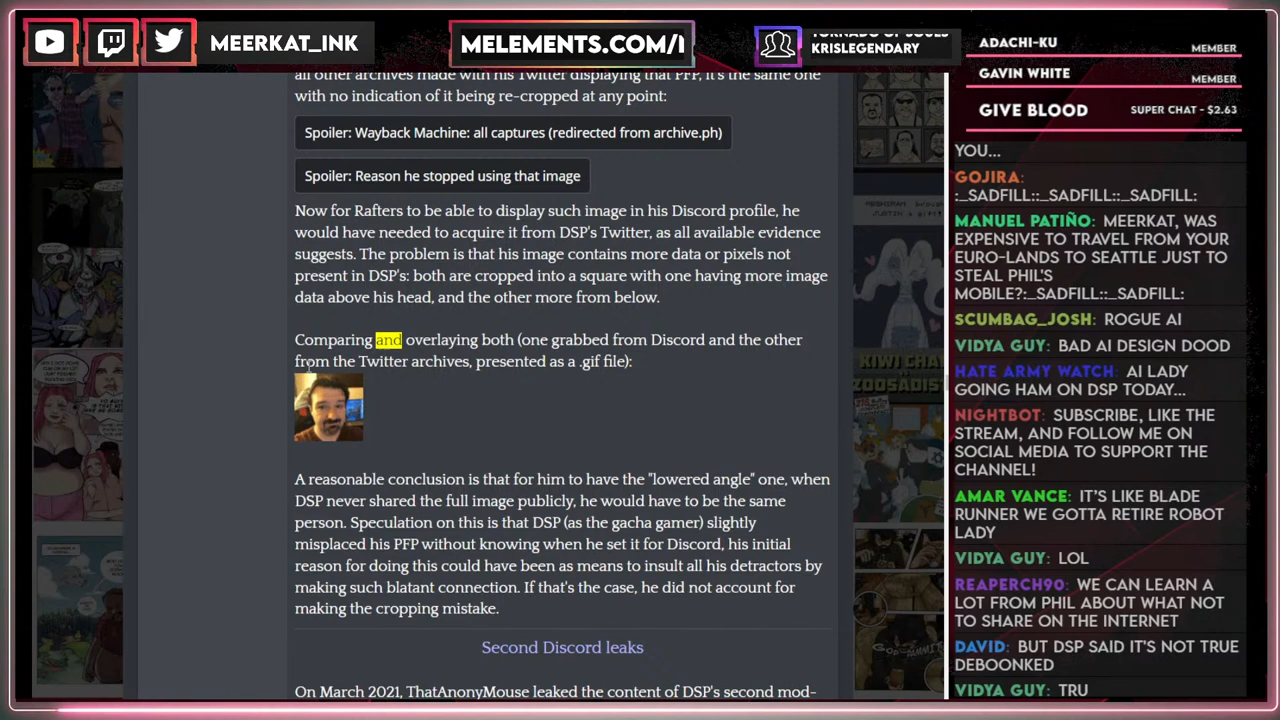 MEERKAT_INK
MELEMENTS.COM/
TORNADO OF SOULS
KRISLEGENDARY
ADACHI-KU
MEMBER
GAVIN WHITE
MEMBER
GIVE BLOOD
SUPER CHAT - $2.63
all other archives made with his Twitter displaying that PFP, it's the same one
with no indication of it being re-cropped at any point:
Spoiler: Wayback Machine: all captures (redirected from archive.ph)
Spoiler: Reason he stopped using that image
Now for Rafters to be able to display such image in his Discord profile, he
would have needed to acquire it from DSP's Twitter, as all available evidence
suggests. The problem is that his image contains more data or pixels not
present in DSP's: both are cropped into a square with one having more image
data above his head, and the other more from below.
Comparing and overlaying both (one grabbed from Discord and the other
from the Twitter archives, presented as a .gif file):
A reasonable conclusion is that for him to have the "lowered angle" one, when
DSP never shared the full image publicly, he would have to be the same
person. Speculation on this is that DSP (as the gacha gamer) slightly
misplaced his PFP without knowing when he set it for Discord, his initial
reason for doing this could have been as means to insult all his detractors by
making such blatant connection. If that's the case, he did not account for
making the cropping mistake.
Second Discord leaks
On March 2021, ThatAnonyMouse leaked the content of DSP's second mod-
KIWI
ZOOSADIS
YOU...
GOJIRA:
:_SADFILL::_SADFILL::_SADFILL:
MANUEL PATIÑO: MEERKAT, WAS
EXPENSIVE TO TRAVEL FROM YOUR
EURO-LANDS TO SEATTLE JUST TO
STEAL PHIL'S
MOBILE?:_SADFILL::_SADFILL:
SCUMBAG_JOSH: ROGUE AI
VIDYA GUY: BAD AI DESIGN DOOD
HATE ARMY WATCH: AI LADY
GOING HAM ON DSP TODAY...
NIGHTBOT: SUBSCRIBE, LIKE THE
STREAM, AND FOLLOW ME ON
SOCIAL MEDIA TO SUPPORT THE
CHANNEL!
AMAR VANCE: IT'S LIKE BLADE
RUNNER WE GOTTA RETIRE ROBOT
LADY
VIDYA GUY: LOL
REAPERCH90: WE CAN LEARN A
LOT FROM PHIL ABOUT WHAT NOT
TO SHARE ON THE INTERNET
DAVID: BUT DSP SAID IT'S NOT TRUE
DEBOONKED
VIDYA GUY: TRU